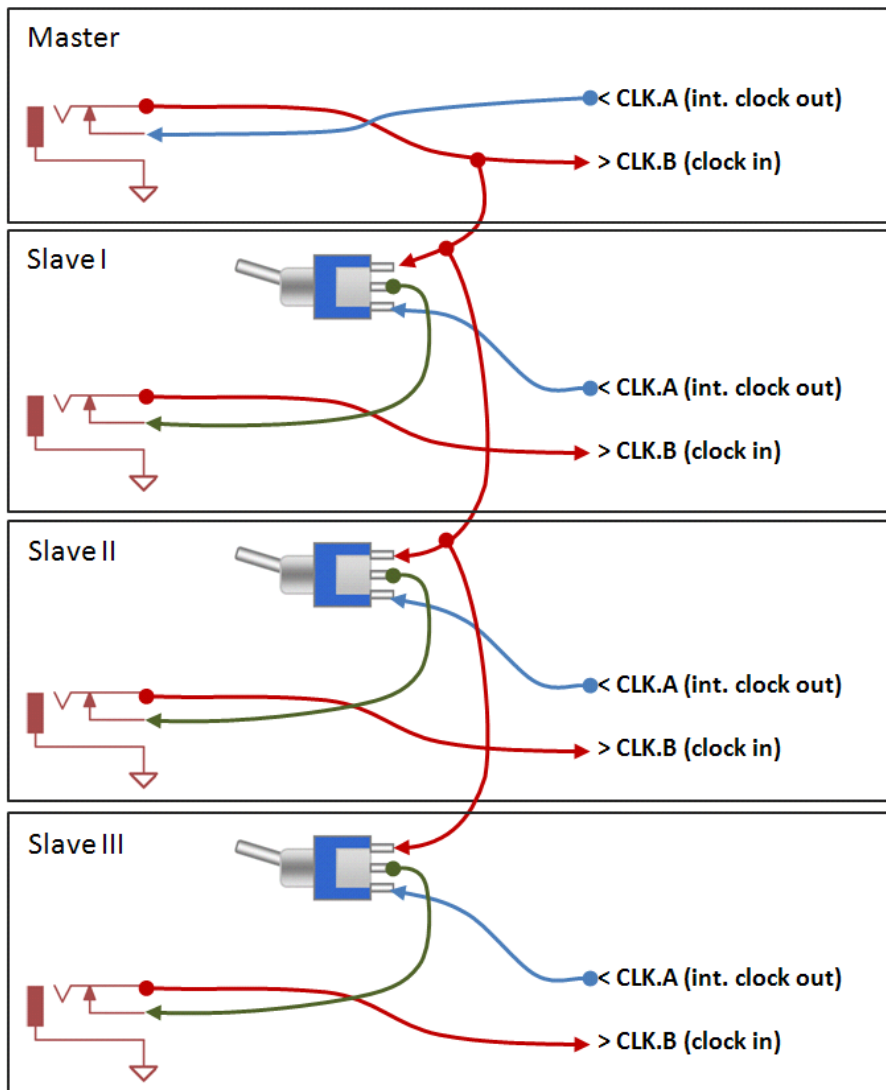 Master
< CLK.A (int. clock out)
> CLK.B (clock in)
Slave I
< CLK.A (int. clock out)
> CLK.B (clock in)
Slave II
< CLK.A (int. clock out)
> CLK.B (clock in)
Slave III
< CLK.A (int. clock out)
> CLK.B (clock in)